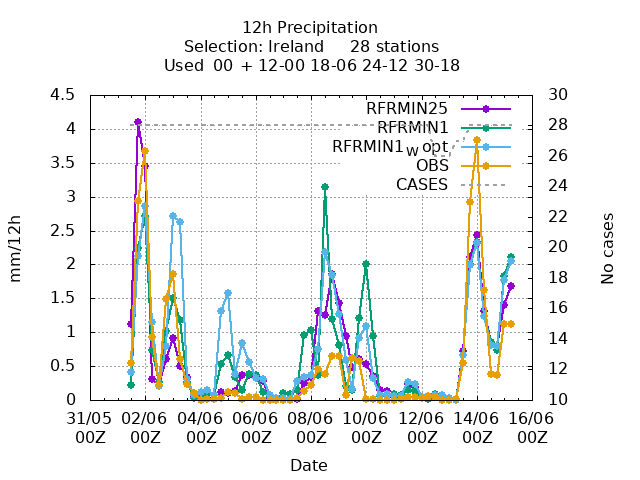 12h Precipitation
Selection: Ireland 28 stations
Used 00 + 12-00 18-06 24-12 30-18
RFRMIN25
RFRMIN1
RFRMIN1w opt
OBS
CASES
mm/12h
4.5
4
3.5
3
2.5
2
1.5
1
0.5
0
No cases
30
28
26
24
22
20
18
16
14
12
10
31/05 02/06 04/06 06/06 08/06 10/06 12/06 14/06 16/06
00Z 00Z 00Z 00Z 00Z 00Z 00Z 00Z 00Z
Date